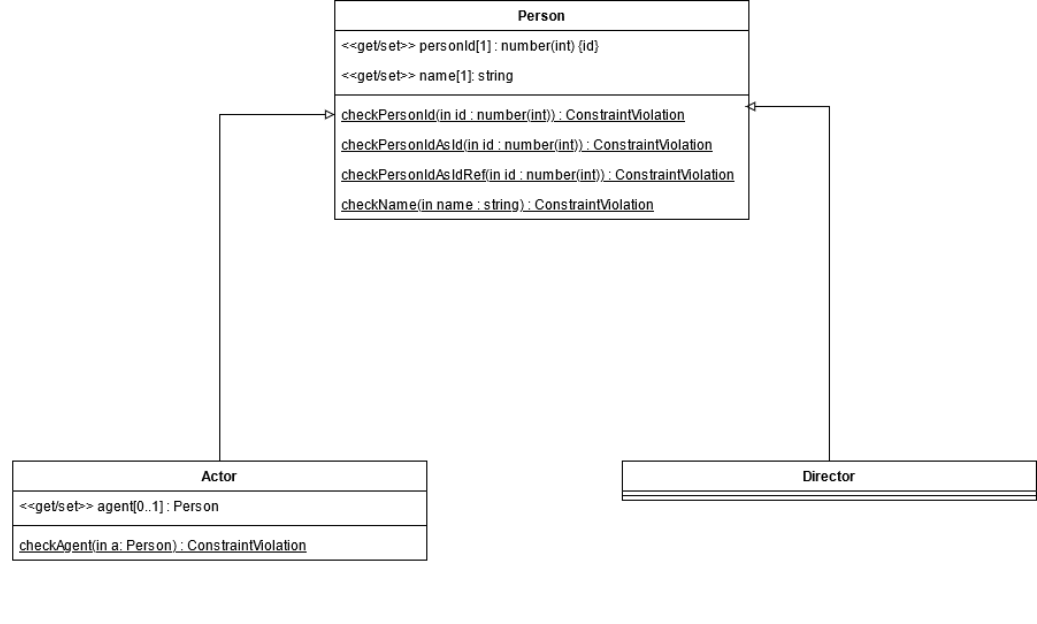 Person
<<get/set>> personId[1] : number(int) {id}
<<get/set>> name[1]: string
checkPersonId(in id : number(int)) : ConstraintViolation
checkPersonIdAsId(in id : number(int)) : ConstraintViolation
checkPersonIdAsIdRef(in id : number(int)) : ConstraintViolation
checkName(in name : string) : ConstraintViolation
Actor
<<get/set>> agent[0..1] : Person
checkAgent(in a: Person) : ConstraintViolation
Director